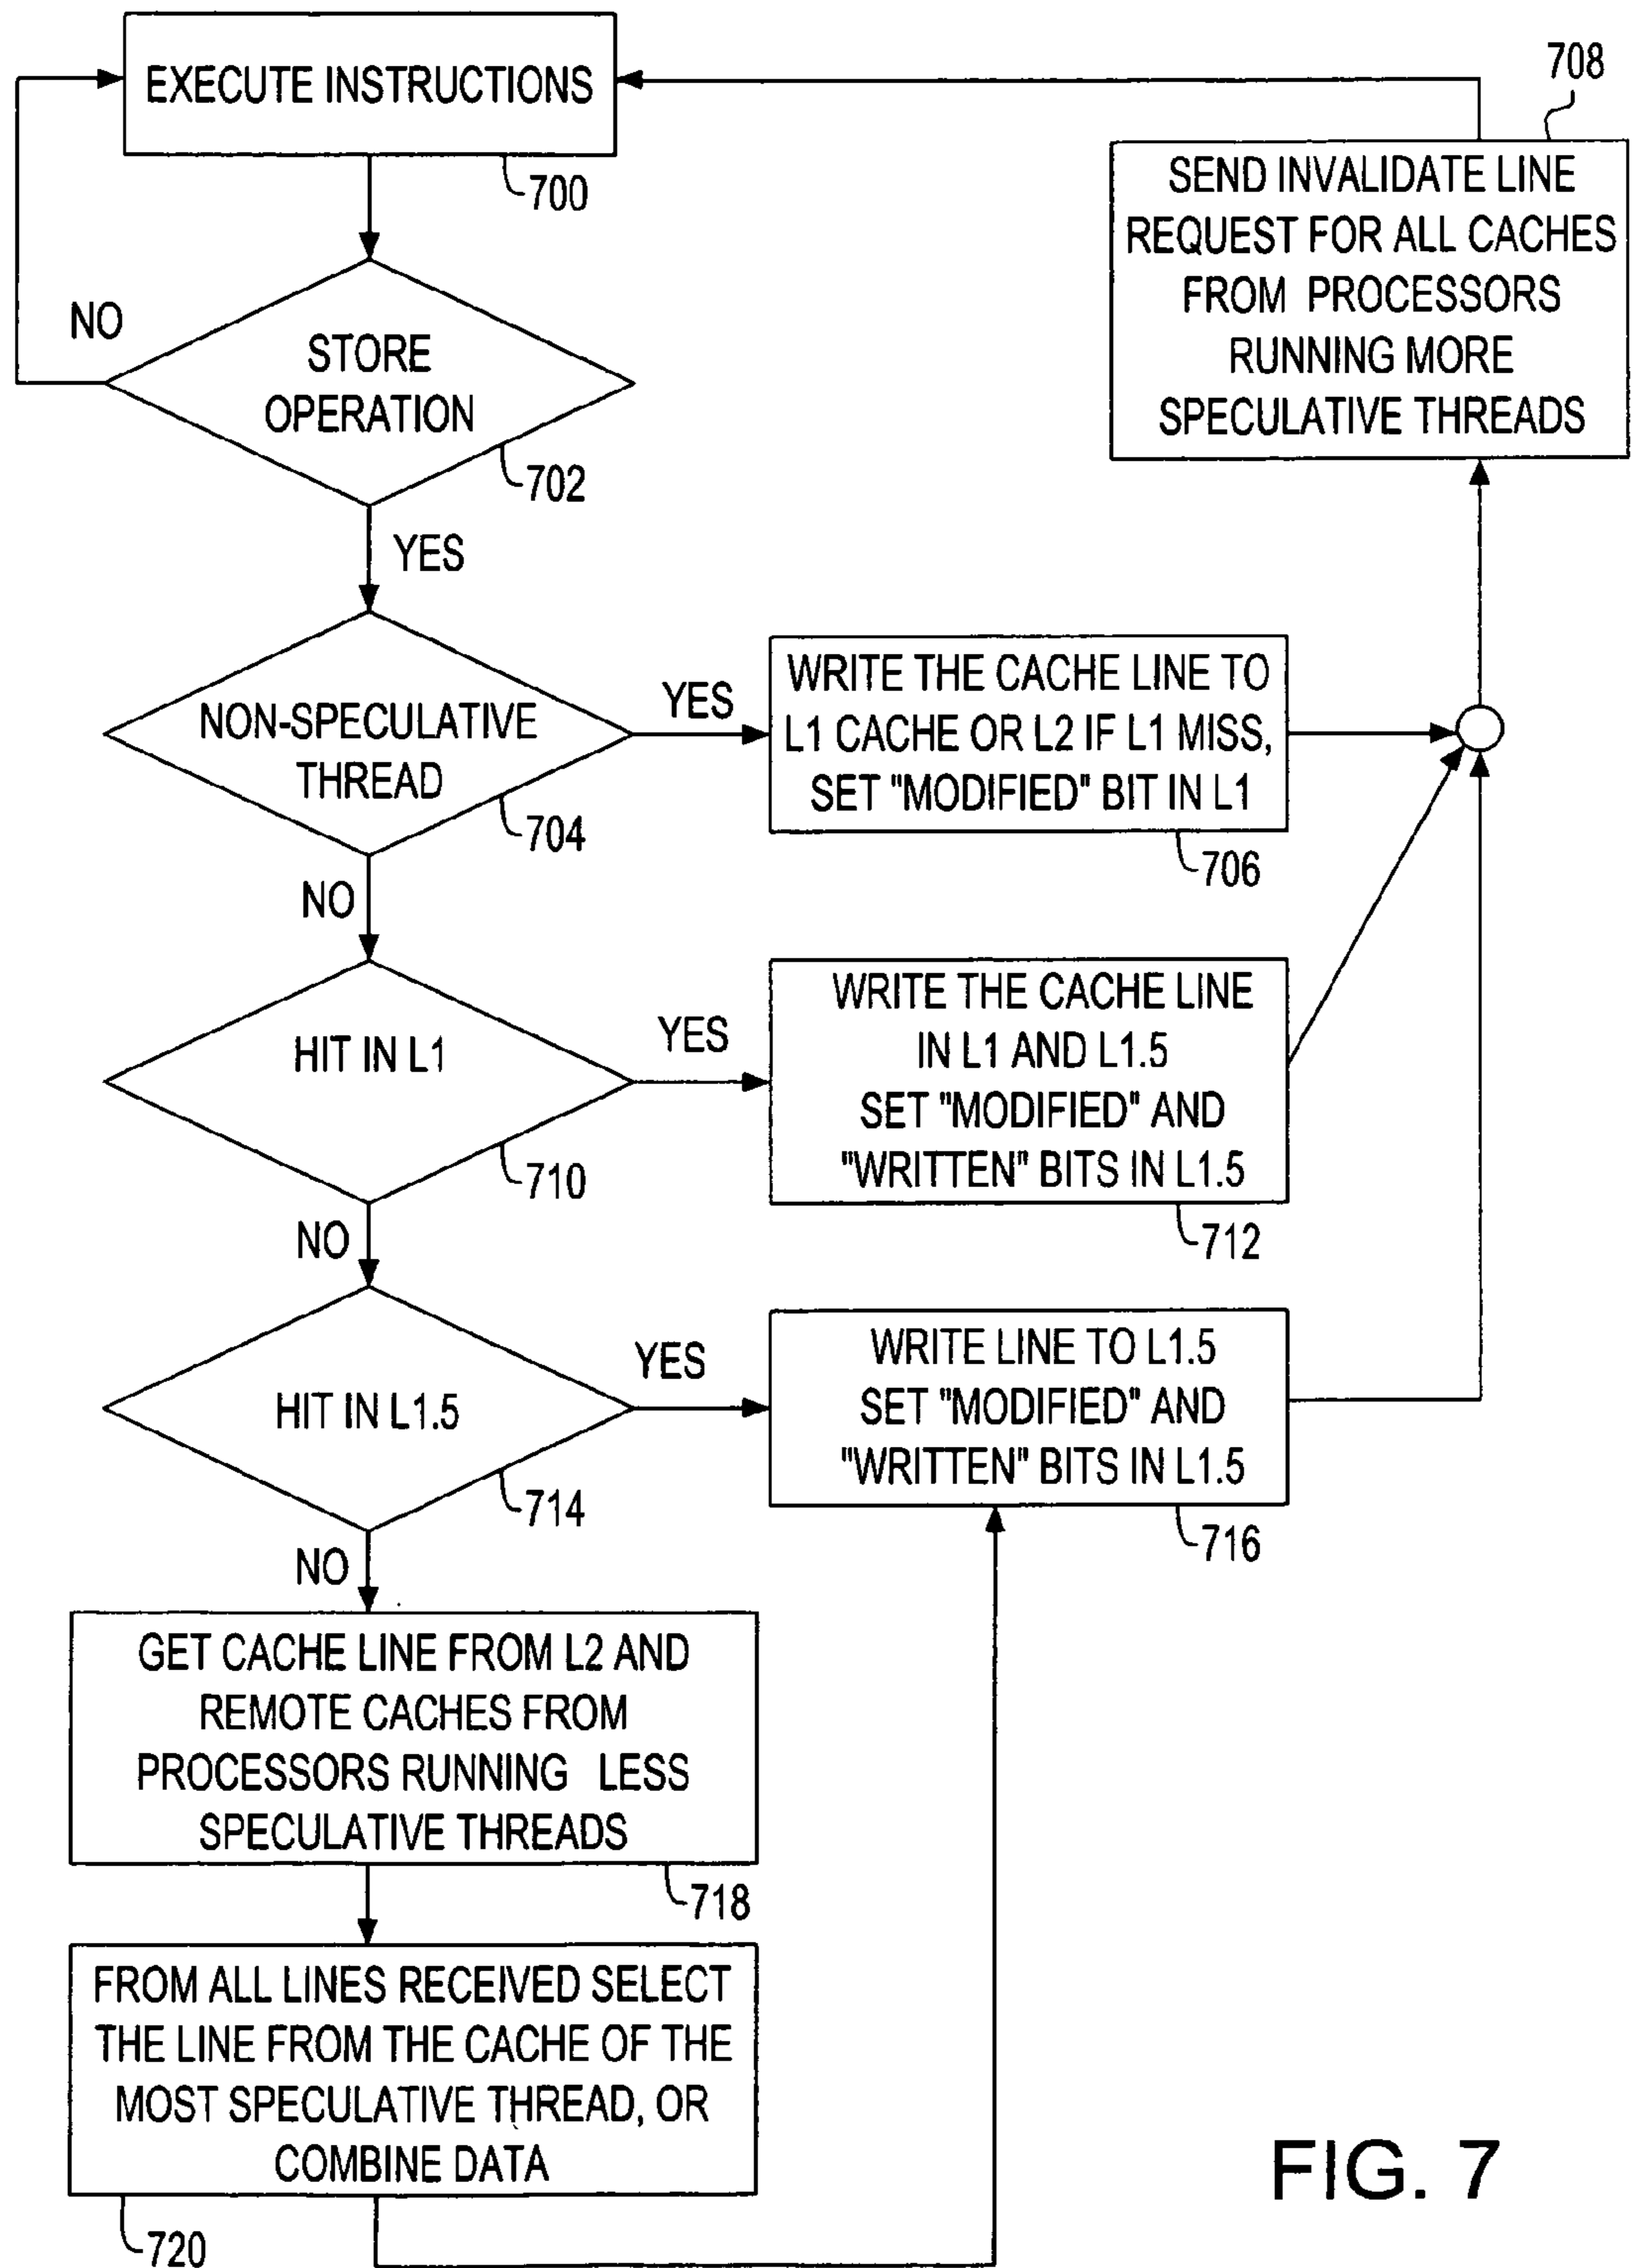 EXECUTE INSTRUCTIONS
700
708
SEND INVALIDATE LINE
REQUEST FOR ALL CACHES
FROM PROCESSORS
RUNNING MORE
SPECULATIVE THREADS
NO
STORE
OPERATION
702
YES
NON-SPECULATIVE
THREAD
704
YES
WRITE THE CACHE LINE TO
L1 CACHE OR L2 IF L1 MISS,
SET "MODIFIED" BIT IN L1
706
NO
HIT IN L1
710
YES
WRITE THE CACHE LINE
IN L1 AND L1.5
SET "MODIFIED" AND
"WRITTEN" BITS IN L1.5
712
NO
HIT IN L1.5
714
YES
WRITE LINE TO L1.5
SET "MODIFIED" AND
"WRITTEN" BITS IN L1.5
716
NO
GET CACHE LINE FROM L2 AND
REMOTE CACHES FROM
PROCESSORS RUNNING LESS
SPECULATIVE THREADS
718
FROM ALL LINES RECEIVED SELECT
THE LINE FROM THE CACHE OF THE
MOST SPECULATIVE THREAD, OR
COMBINE DATA
720
FIG. 7